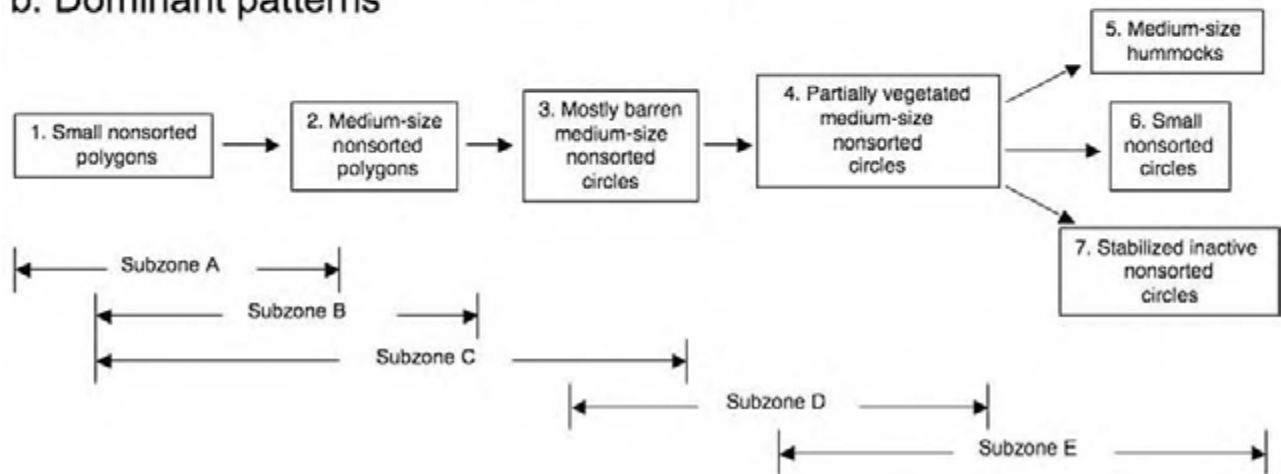 b. Dominant patterns
1. Small nonsorted
polygons
2. Medium-size
nonsorted
polygons
3. Mostly barren
medium-size
nonsorted
circles
4. Partially vegetated
medium-size
nonsorted
circles
5. Medium-size
hummocks
6. Small
nonsorted
circles
7. Stabilized inactive
nonsorted
circles
Subzone A
Subzone B
Subzone C
Subzone D
Subzone E